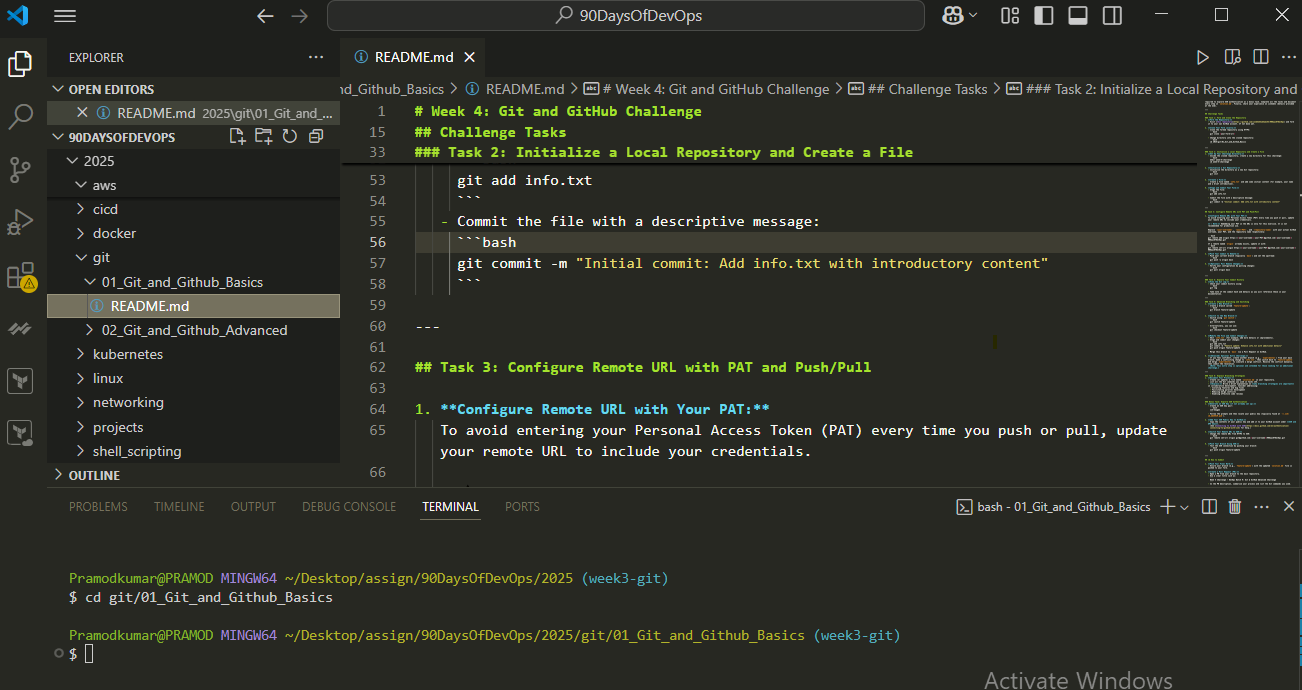 90DaysOfDevOps
EXPLORER
README.md
OPEN EDITORS
README.md 2025\git\01_Git_and_...
90DAYSOFDEVOPS
2025
aws
cicd
docker
git
01_Git_and_Github_Basics
README.md
02_Git_and_Github_Advanced
kubernetes
linux
networking
projects
shell_scripting
OUTLINE
nd_Github_Basics > README.md > # Week 4: Git and GitHub Challenge > ## Challenge Tasks > ### Task 2: Initialize a Local Repository and
1 # Week 4: Git and GitHub Challenge
15 ## Challenge Tasks
33 ### Task 2: Initialize a Local Repository and Create a File
53 git add info.txt
54 ```
55 - Commit the file with a descriptive message:
56 ```bash
57 git commit -m "Initial commit: Add info.txt with introductory content"
58 ```
59
60 ---
61
62 ## Task 3: Configure Remote URL with PAT and Push/Pull
63
64 1. **Configure Remote URL with Your PAT:**
65 To avoid entering your Personal Access Token (PAT) every time you push or pull, update
your remote URL to include your credentials.
66
PROBLEMS TIMELINE OUTPUT DEBUG CONSOLE TERMINAL PORTS
bash - 01_Git_and_Github_Basics
Pramodkumar@PRAMOD MINGW64 ~/Desktop/assign/90DaysOfDevOps/2025 (week3-git)
$ cd git/01_Git_and_Github_Basics
Pramodkumar@PRAMOD MINGW64 ~/Desktop/assign/90DaysOfDevOps/2025/git/01_Git_and_Github_Basics (week3-git)
$
Activate Windows